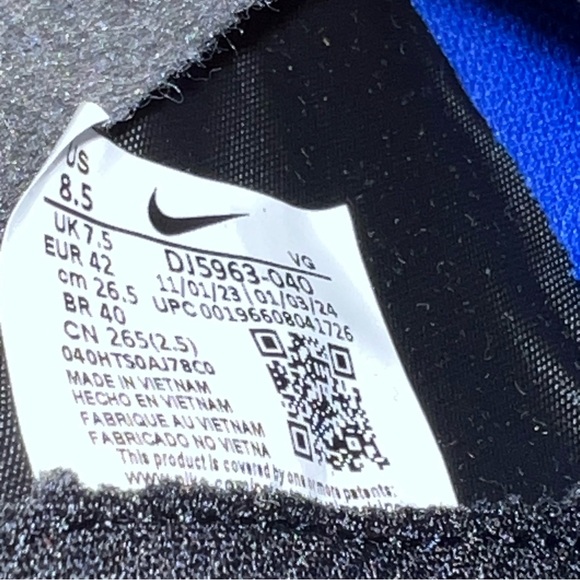 US
8.5
UK 7.5
EUR 42
cm 26.5
BR 40
CN 265(2.5)
VG
DJ5963-040
11/01/23 | 01/03/24
UPC 00196608041726
040HTS0AJ78C0
MADE IN VIETNAM
HECHO EN VIETNAM
FABRIQUE AU VIETNAM
FABRICADO NO VIETNA
This product is covered by one or more patents: